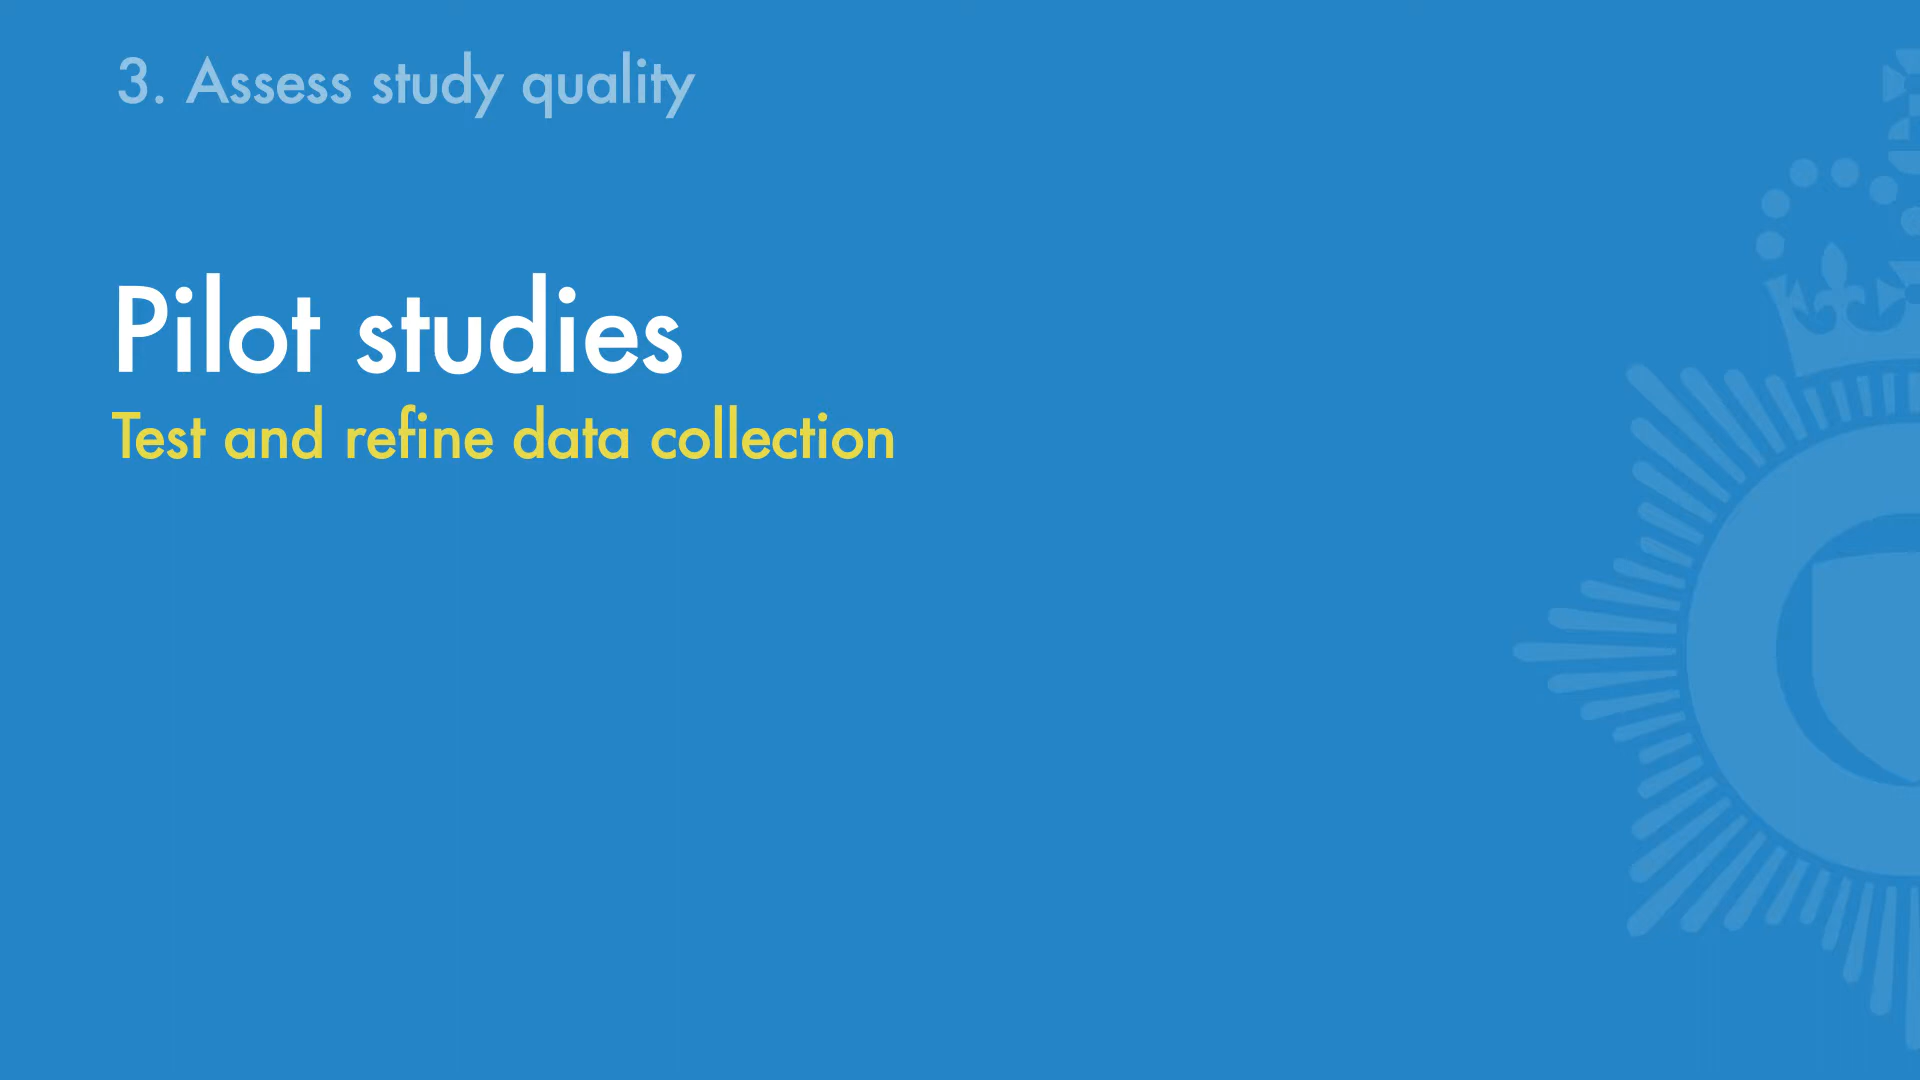 3. Assess study quality
Pilot studies
Test and refine data collection